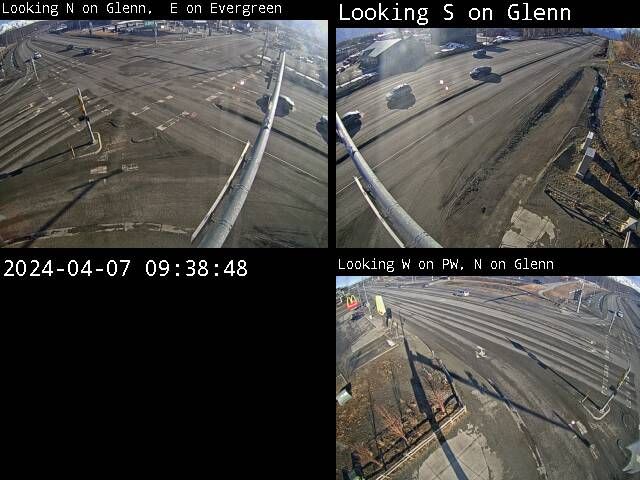 Looking N on Glenn,  E on Evergreen
Looking S on Glenn
2024-04-07 09:38:48
Looking W on PW, N on Glenn